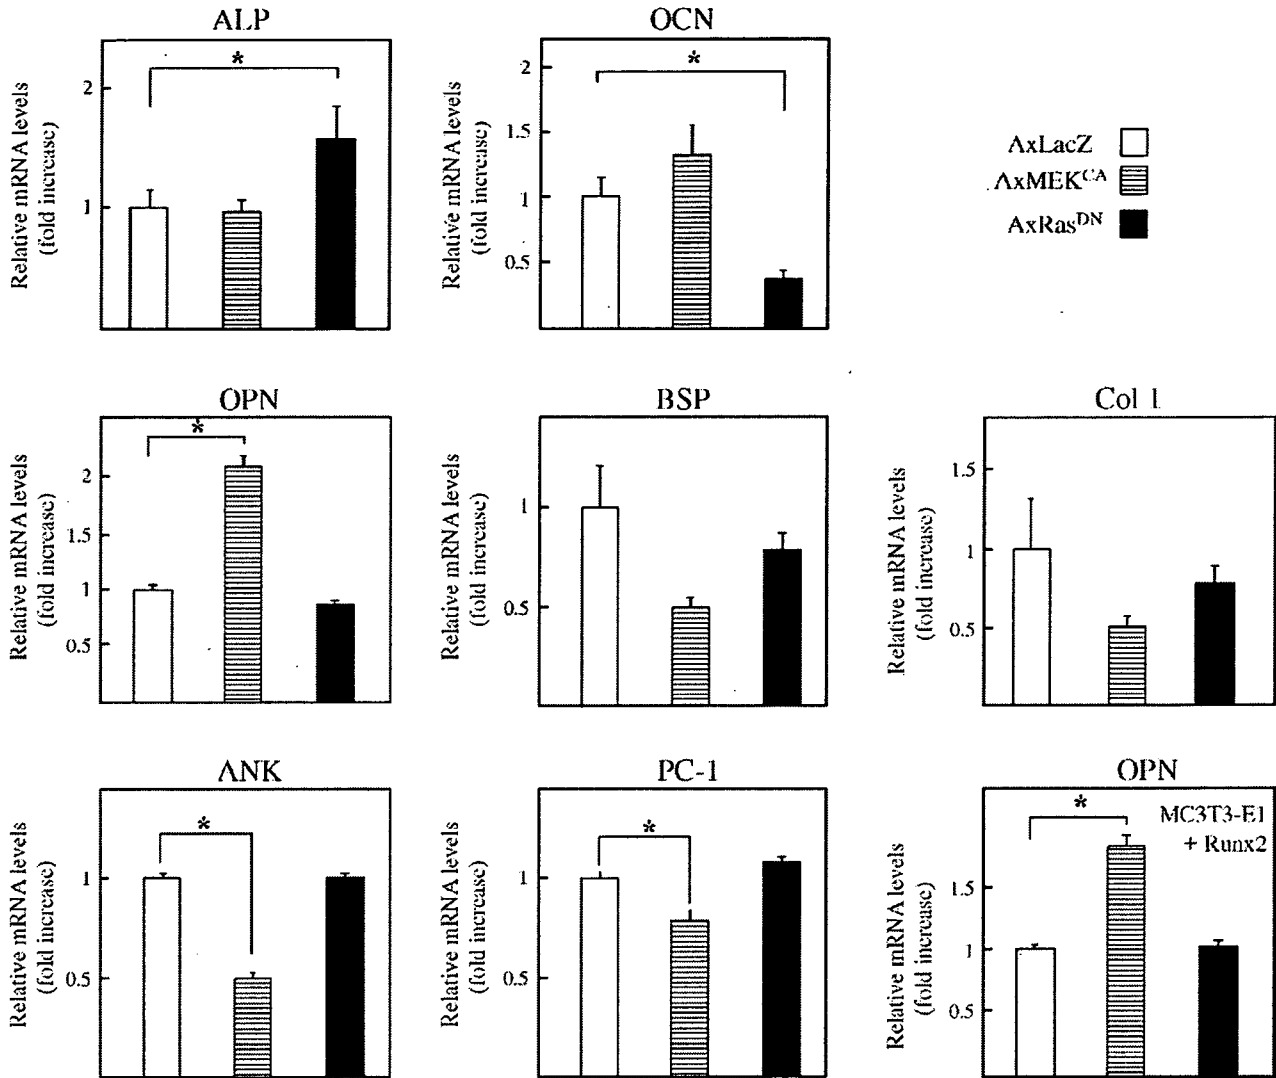 ALP
Relative mRNA levels
(fold increase)
2
1
*
OCN
Relative mRNA levels
(fold increase)
2
1.5
1
0.5
*
AxLacZ
AxMEKCA
AxRasDN
OPN
Relative mRNA levels
(fold increase)
2
1.5
1
0.5
*
BSP
Relative mRNA levels
(fold increase)
1
0.5
Col 1
Relative mRNA levels
(fold increase)
1.5
1
0.5
ANK
Relative mRNA levels
(fold increase)
1
0.5
*
PC-1
Relative mRNA levels
(fold increase)
1
0.5
*
OPN
Relative mRNA levels
(fold increase)
1.5
1
0.5
*
MC3T3-E1
+ Runx2